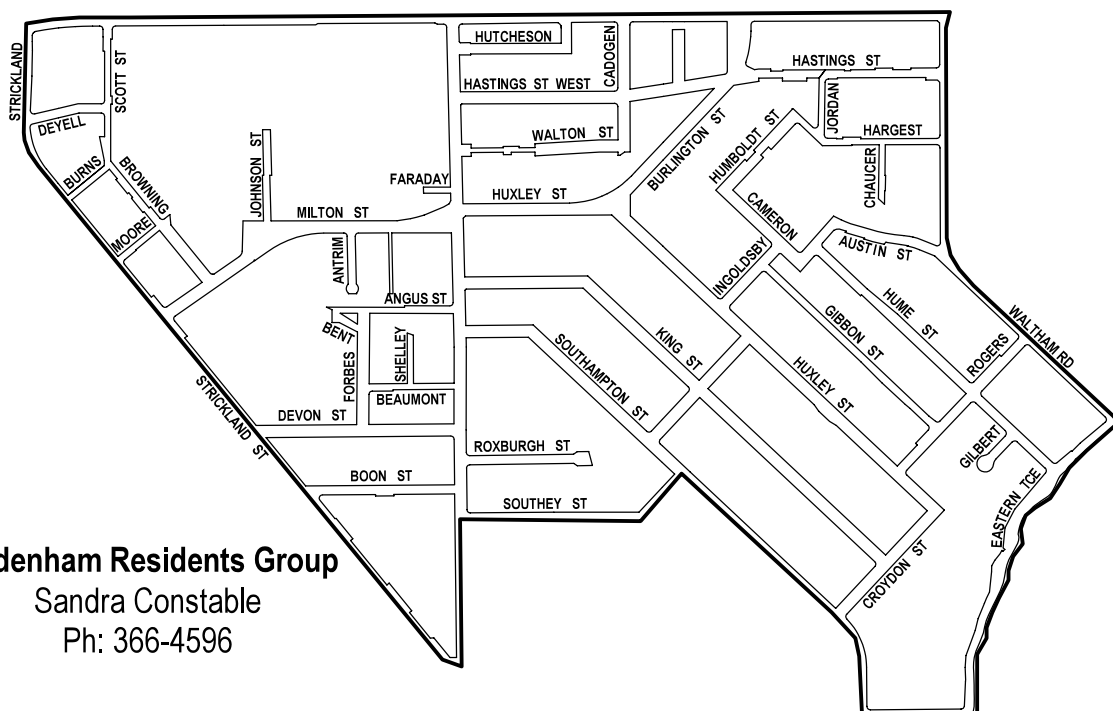 HUTCHESON
CADOGEN
HASTINGS ST
STRICKLAND
SCOTT ST
HASTINGS ST WEST
JORDAN
DEYELL
WALTON ST
BURLINGTON ST
HUMBOLDT ST
HARGEST
BURNS
BROWNING
JOHNSON ST
FARADAY
CHAUCER
HUXLEY ST
MILTON ST
CAMERON
MOORE
ANTRIM
INGOLDSBY
AUSTIN ST
ANGUS ST
HUME ST
WALTHAM RD
BENT
GIBBON ST
KING ST
SHELLEY
SOUTHAMPTON ST
ROGERS
FORBES
HUXLEY ST
BEAUMONT
STRICKLAND ST
DEVON ST
GILBERT
ROXBURGH ST
BOON ST
EASTERN TCE
SOUTHEY ST
CROYDON ST
denham Residents Group
Sandra Constable
Ph: 366-4596